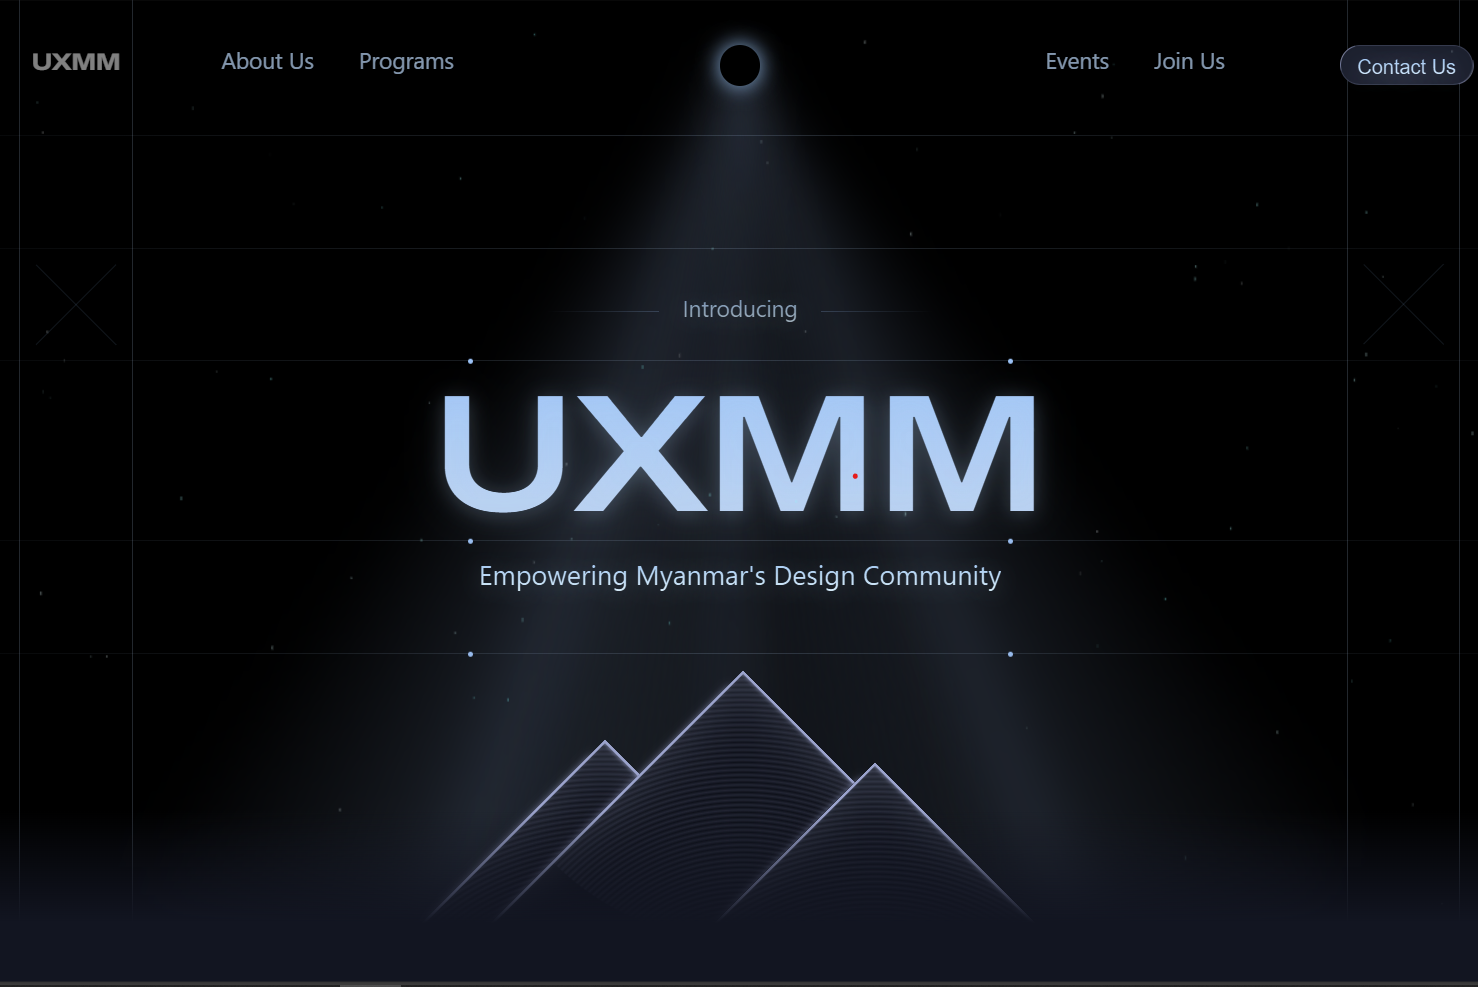 UXMM
About Us
Programs
Events
Join Us
Contact Us
Introducing
UXMM
Empowering Myanmar's Design Community